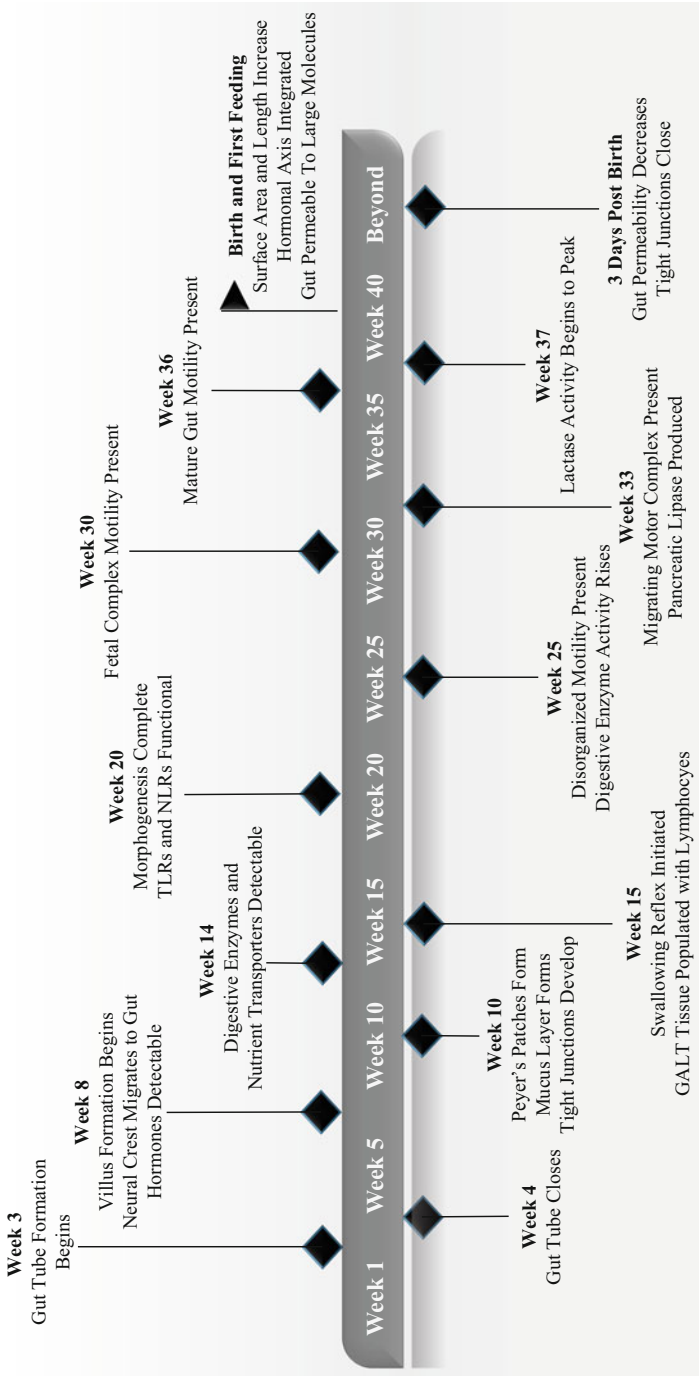 Week 3
Gut Tube Formation
Begins
Week 8
Villus Formation Begins
Neural Crest Migrates to Gut
Hormones Detectable
Week 14
Digestive Enzymes and
Nutrient Transporters Detectable
Week 20
Morphogenesis Complete
TLRs and NLRs Functional
Week 30
Fetal Complex Motility Present
Week 36
Mature Gut Motility Present
Birth and First Feeding
Surface Area and Length Increase
Hormonal Axis Integrated
Gut Permeable To Large Molecules
Week 1
Week 5
Week 10
Week 15
Week 20
Week 25
Week 30
Week 35
Week 40
Beyond
Week 4
Gut Tube Closes
Week 10
Peyer's Patches Form
Mucus Layer Forms
Tight Junctions Develop
Week 15
Swallowing Reflex Initiated
GALT Tissue Populated with Lymphocyes
Week 25
Disorganized Motility Present
Digestive Enzyme Activity Rises
Week 33
Migrating Motor Complex Present
Pancreatic Lipase Produced
Week 37
Lactase Activity Begins to Peak
3 Days Post Birth
Gut Permeability Decreases
Tight Junctions Close